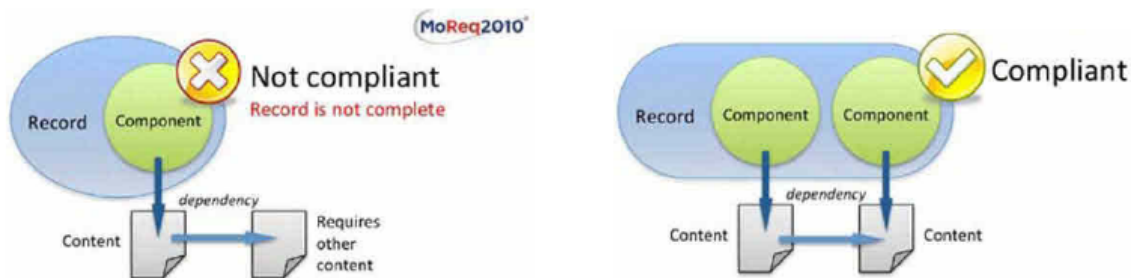 MoReq2010®
Not compliant
Record is not complete
Record
Component
dependency
Content
Requires
other
content
Compliant
Record
Component
Component
dependency
Content
Content